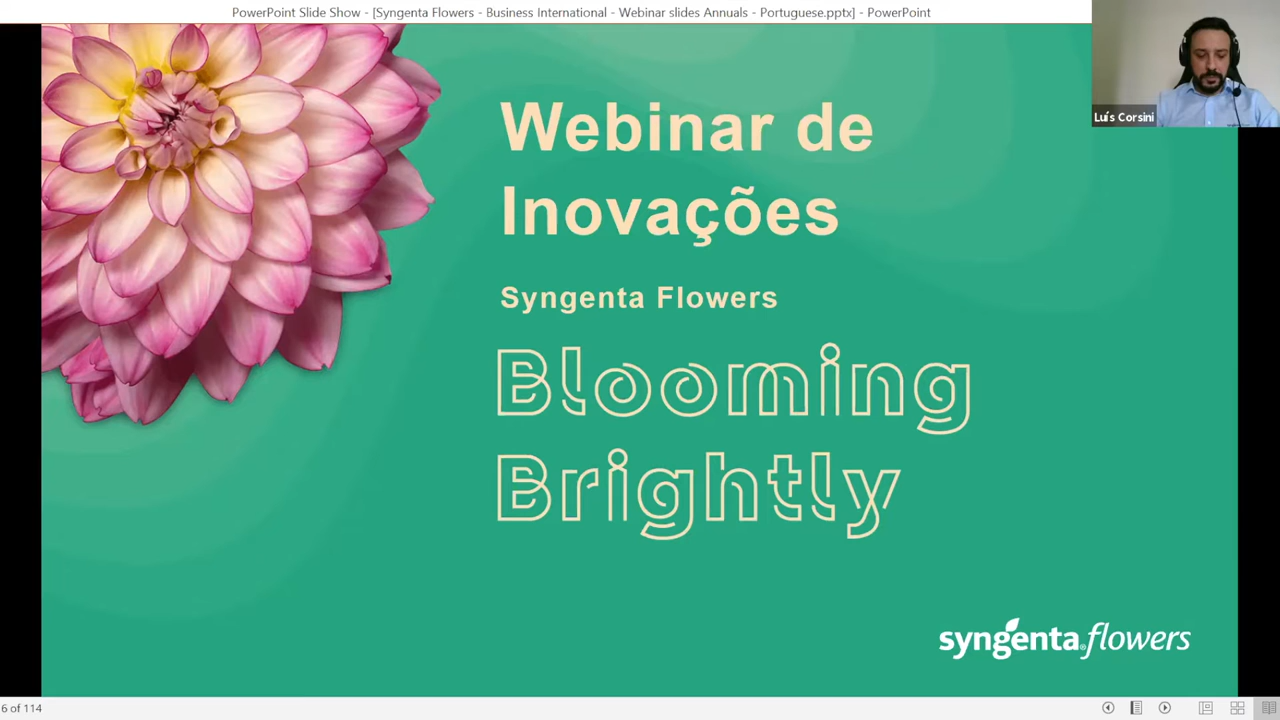 PowerPoint Slide Show - [Syngenta Flowers - Business International - Webinar slides Annuals - Portuguese.pptx] - PowerPoint
Luís Corsini
Webinar de
Inovações
Syngenta Flowers
Blooming
Brightly
syngenta flowers
6 of 114